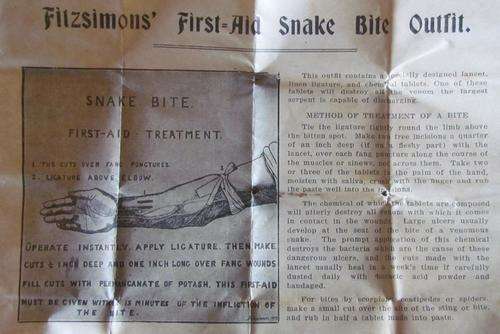 Fitzsimons' First-Aid Snake Bite Outfit.
SNAKE BITE.
FIRST-AID TREATMENT.
1. THE CUTS OVER FANG PUNCTURES.
2. LIGATURE ABOVE ELBOW.
OPERATE INSTANTLY. APPLY LIGATURE. THEN MAKE
CUTS ¼ INCH DEEP AND ONE INCH LONG OVER FANG WOUNDS
FILL CUTS WITH PERMANGANATE OF POTASH, THIS FIRST-AID
MUST BE GIVEN WITHIN 15 MINUTES OF THE INFLICTION OF
THE BITE.
This outfit contains a specially designed lancet,
linen ligature, and chemical tablets. One of these
tablets will destroy all the venom the largest
serpent is capable of discharging.
METHOD OF TREATMENT OF A BITE
Tie the ligature tightly round the limb above
the bitten spot. Make two free incisions a quarter
of an inch deep (if on a fleshy part) with the
lancet, over each fang puncture along the course of
the muscles or sinews, not across them. Take two
or three of the tablets in the palm of the hand,
moisten with saliva, crush with the finger and rub
the paste well into the incisions.
The chemical of which the tablets are composed
will utterly destroy all venom with which it comes
in contact in the wounds. Large ulcers usually
develop at the seat of the bite of a venomous
snake. The prompt application of this chemical
destroys the bacteria which are the cause of these
dangerous ulcers, and the cuts made with the
lancet usually heal in a week's time if carefully
dusted daily with boracic acid powder and
bandaged.
For bites by scorpions, centipedes or spiders,
make a small cut over the site of the sting or bite,
and rub in half a tablet made into paste.